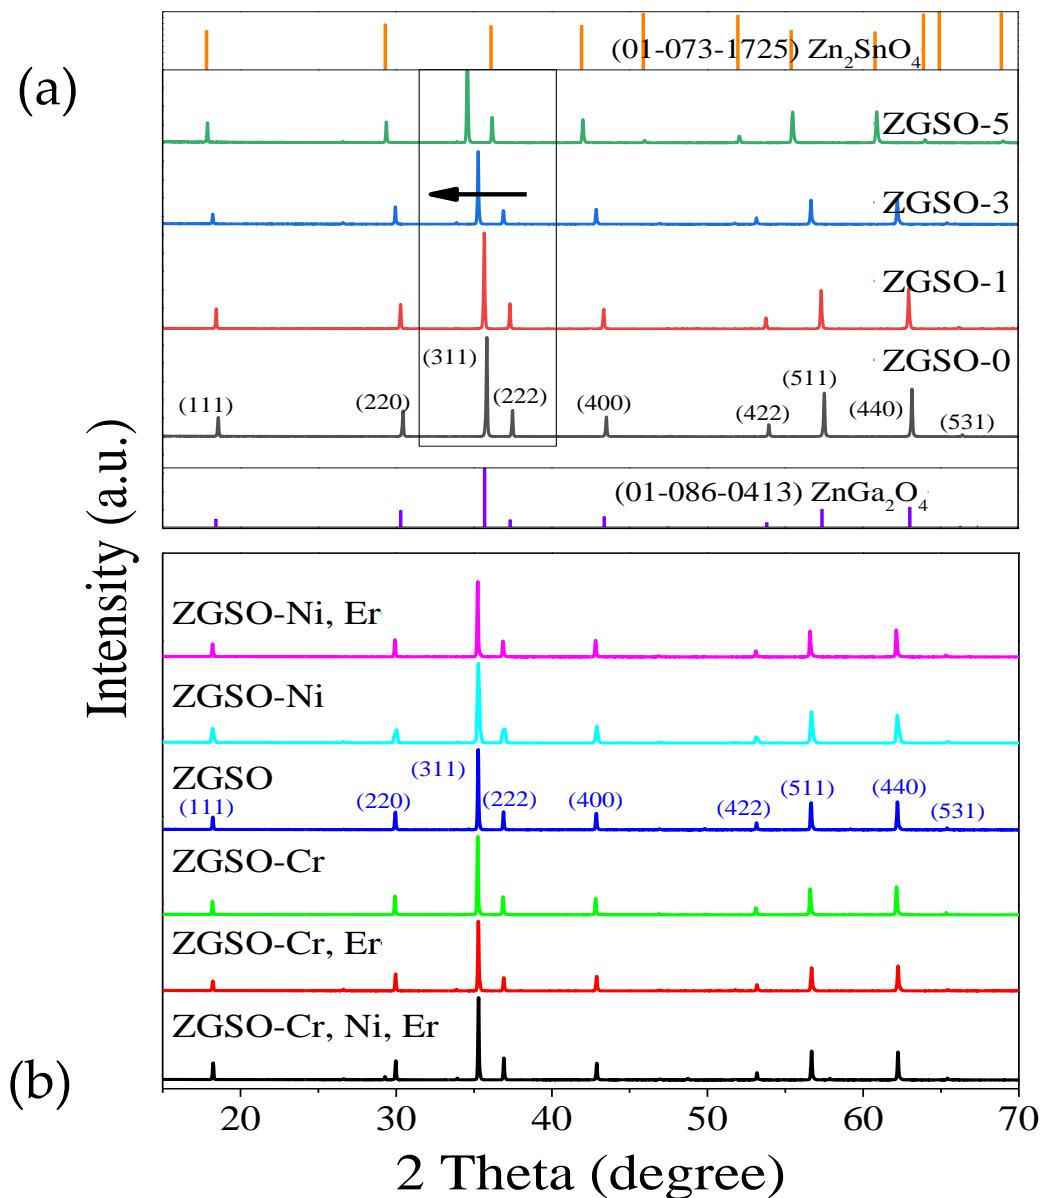 (a)
(01-073-1725) Zn₂SnO₄
ZGSO-5
ZGSO-3
ZGSO-1
ZGSO-0
(111)
(220)
(311)
(222)
(400)
(422)
(511)
(440)
(531)
(01-086-0413) ZnGa₂O₄
Intensity (a.u.)
ZGSO-Ni, Er
ZGSO-Ni
ZGSO
(111)
(220)
(311)
(222)
(400)
(422)
(511)
(440)
(531)
ZGSO-Cr
ZGSO-Cr, Er
ZGSO-Cr, Ni, Er
(b)
20 30 40 50 60 70
2 Theta (degree)